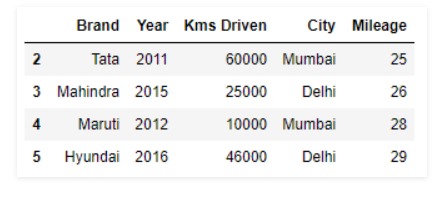 Brand Year Kms Driven City Mileage
2 Tata 2011 60000 Mumbai 25
3 Mahindra 2015 25000 Delhi 26
4 Maruti 2012 10000 Mumbai 28
5 Hyundai 2016 46000 Delhi 29